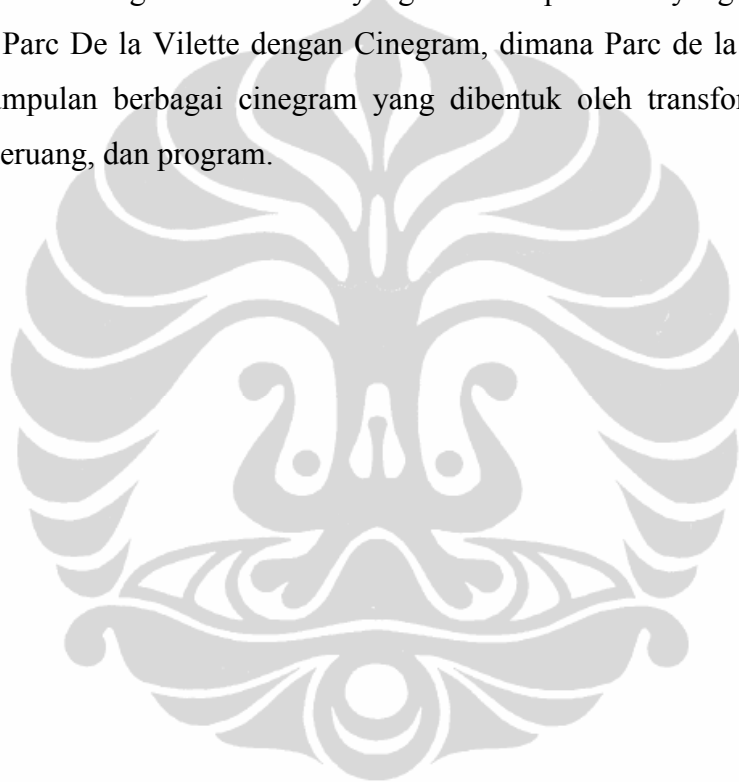 Parc De la Vilette dengan Cinegram, dimana Parc de la
umpulan berbagai cinegram yang dibentuk oleh transfor
eruang, dan program.